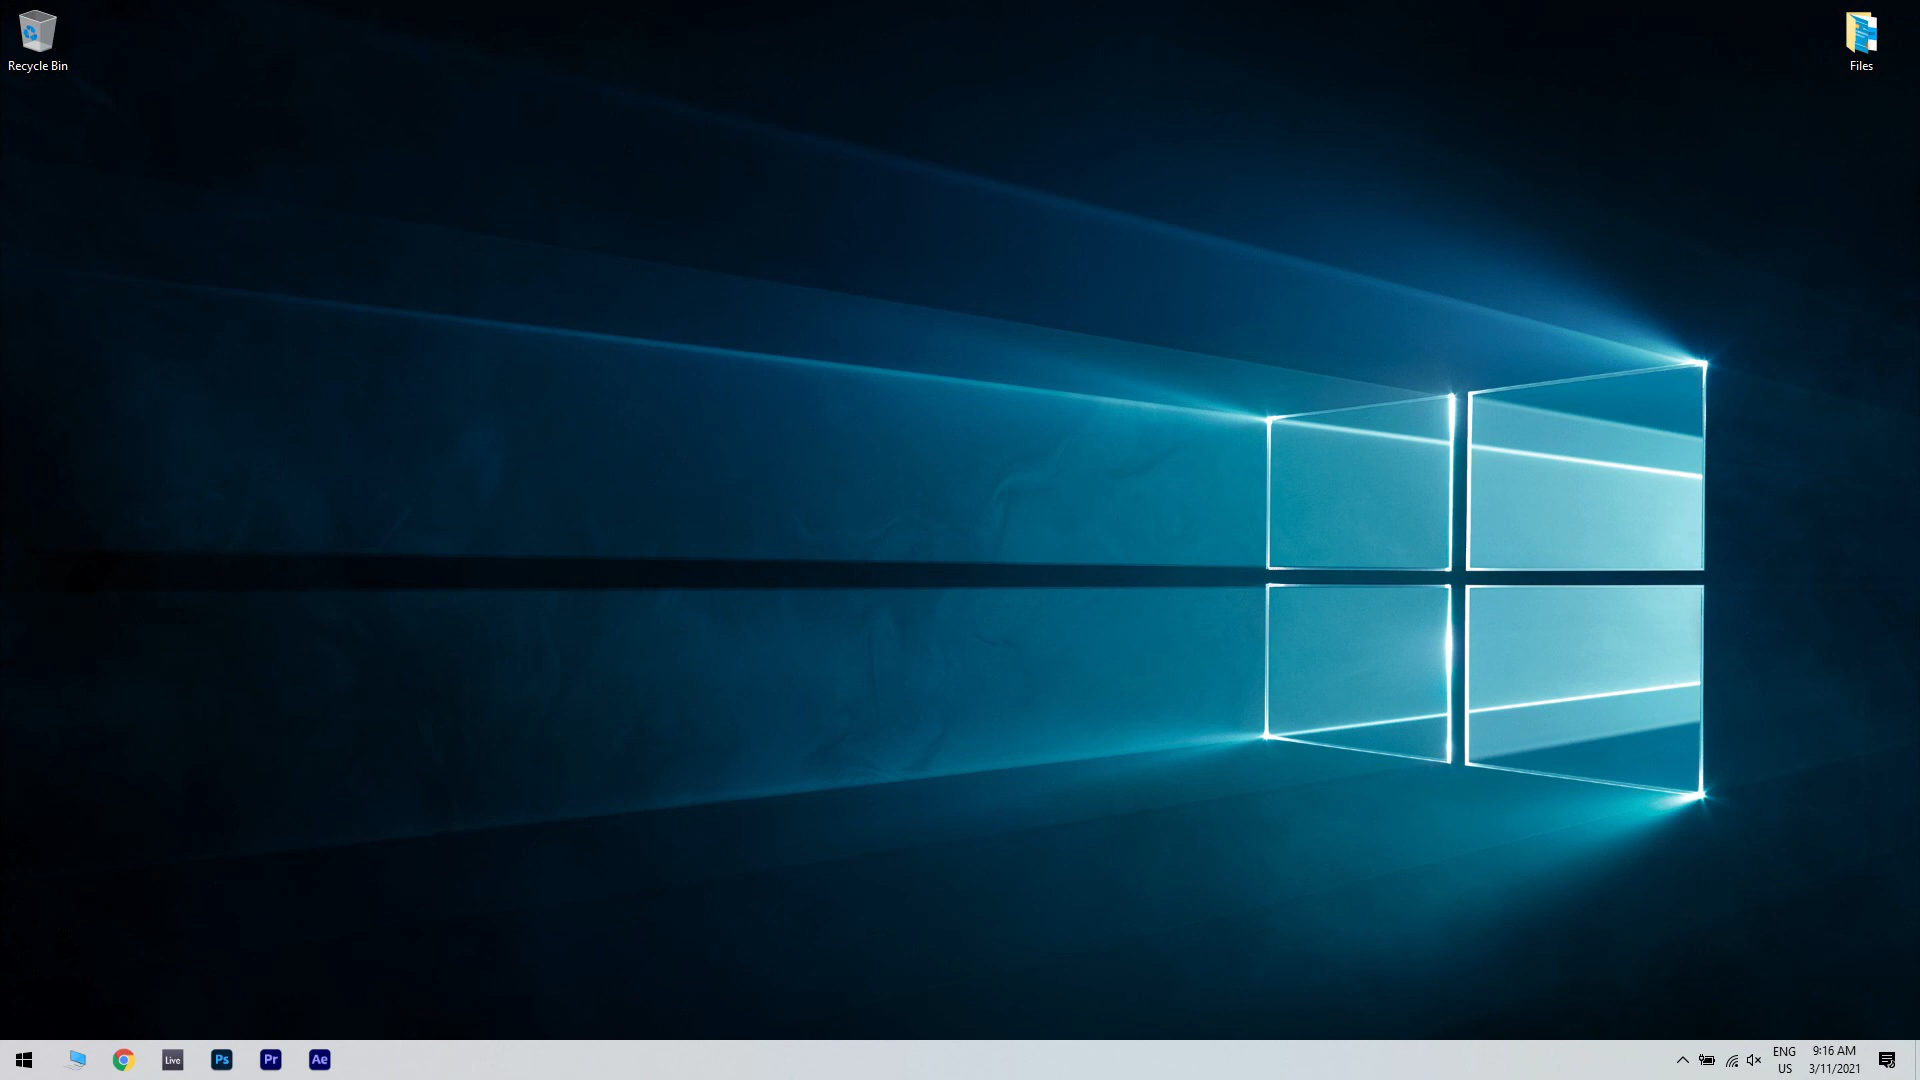 Recycle Bin
Files
Live
Ps
Pr
Ae
ENG
US
9:16 AM
3/11/2021